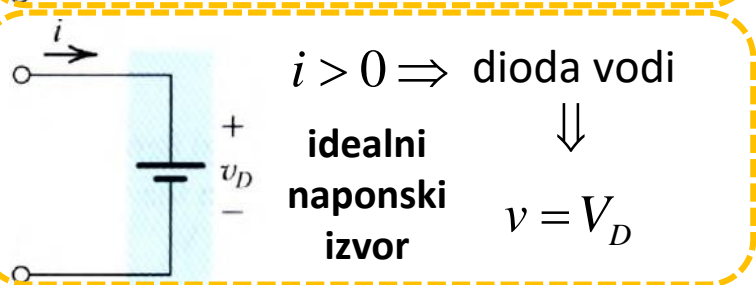 i
i > 0 ⇒ dioda vodi
⇓
+
v_D
−
idealni
naponski
izvor
v = V_D